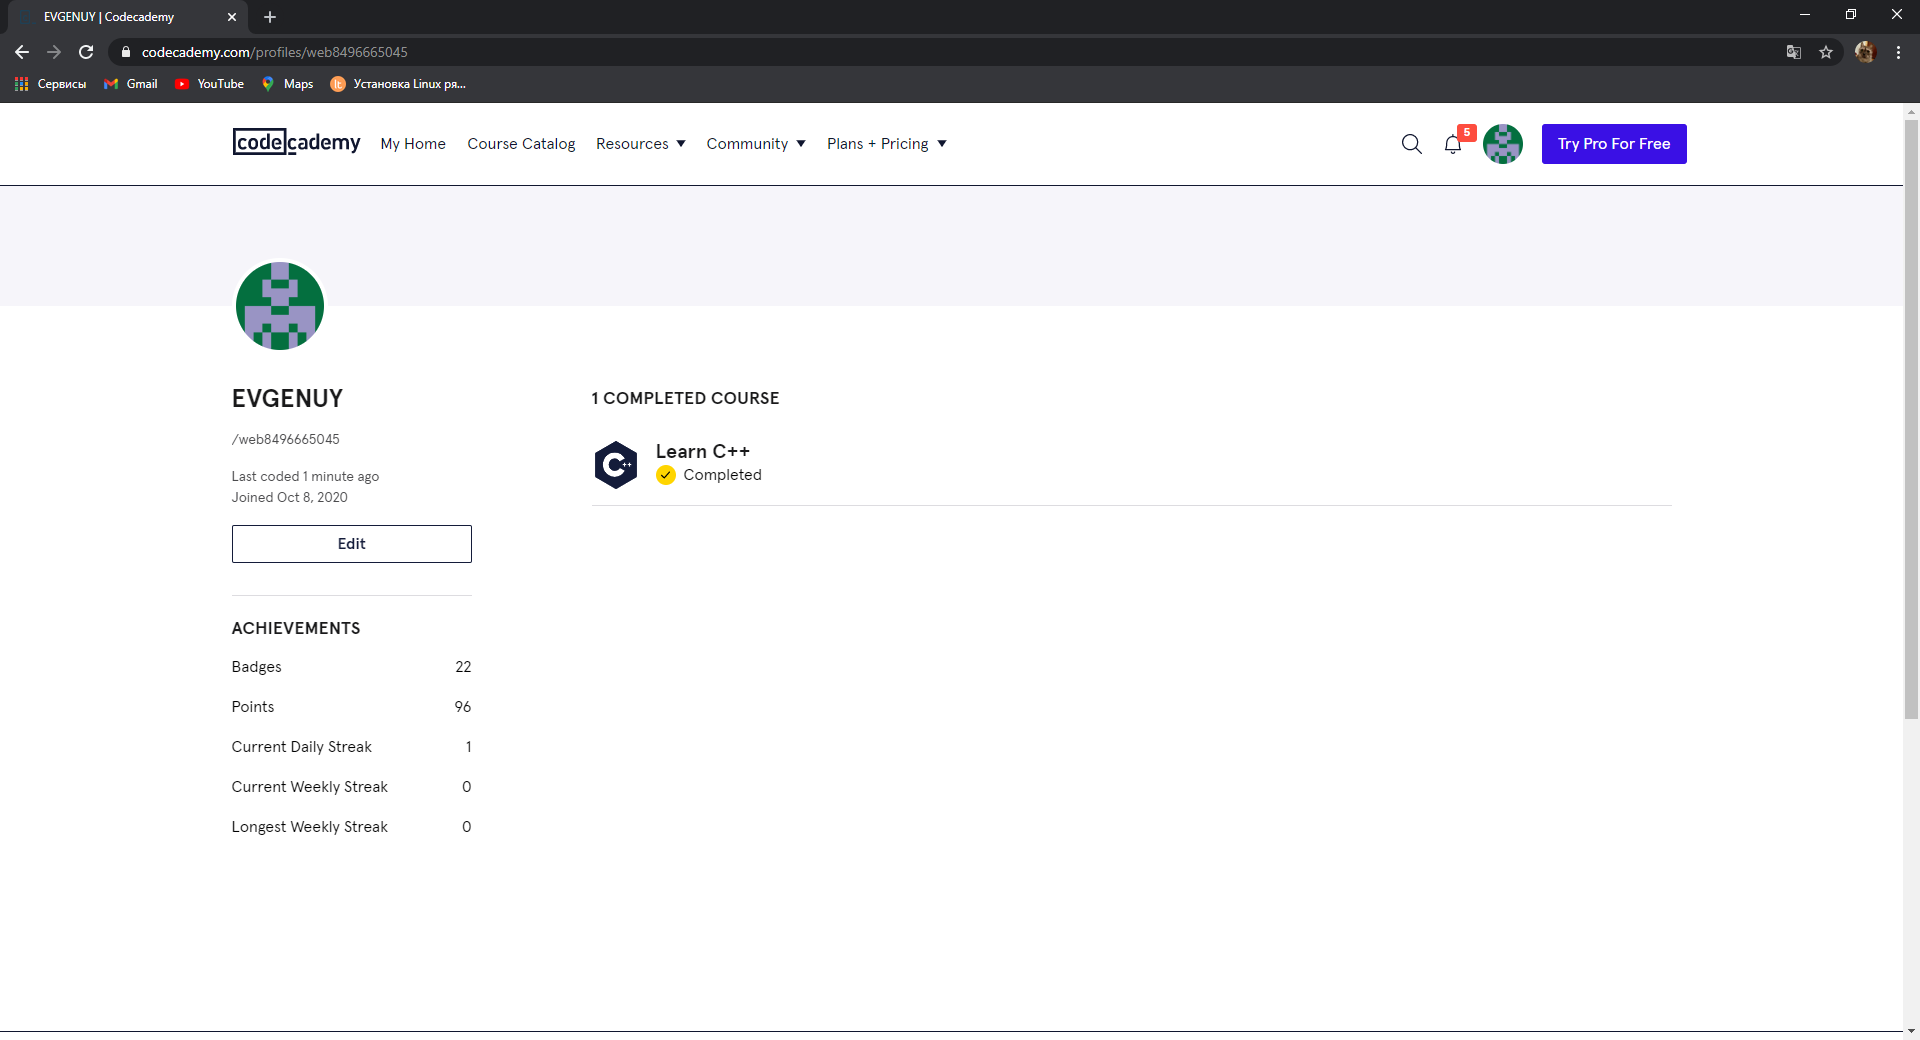 EVGENUY | Codecademy
codecademy.com/profiles/web8496665045
Сервисы Gmail YouTube Maps lt Установка Linux ря...
codecademy My Home Course Catalog Resources Community Plans + Pricing 5 Try Pro For Free
EVGENUY
/web8496665045
Last coded 1 minute ago
Joined Oct 8, 2020
Edit
ACHIEVEMENTS
Badges 22
Points 96
Current Daily Streak 1
Current Weekly Streak 0
Longest Weekly Streak 0
1 COMPLETED COURSE
C++ Learn C++
Completed